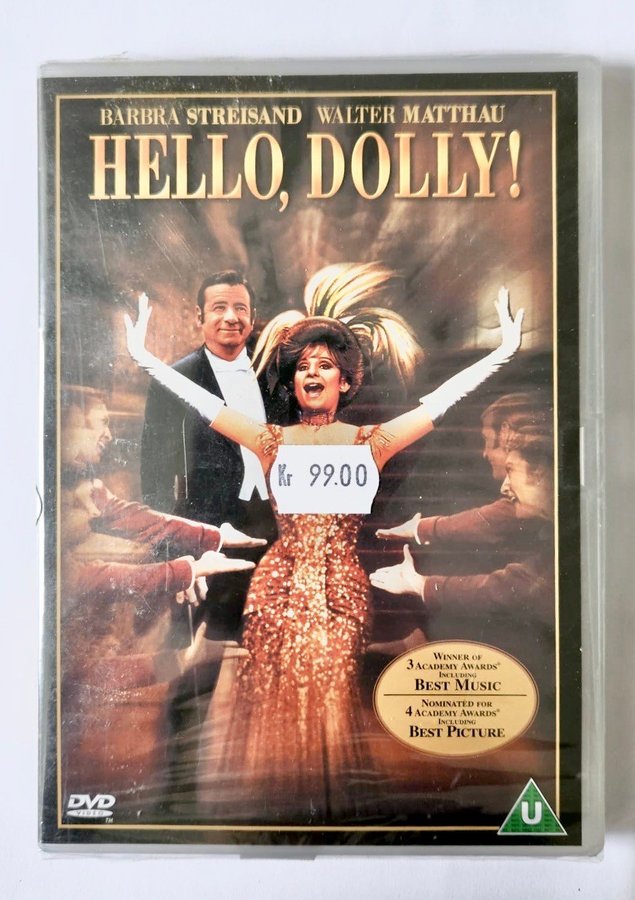 BARBRA STREISAND WALTER MATTHAU
HELLO, DOLLY!
Kr 99.00
WINNER OF
3 ACADEMY AWARDS®
INCLUDING
BEST MUSIC
NOMINATED FOR
4 ACADEMY AWARDS®
INCLUDING
BEST PICTURE
DVD
VIDEO
TM
U